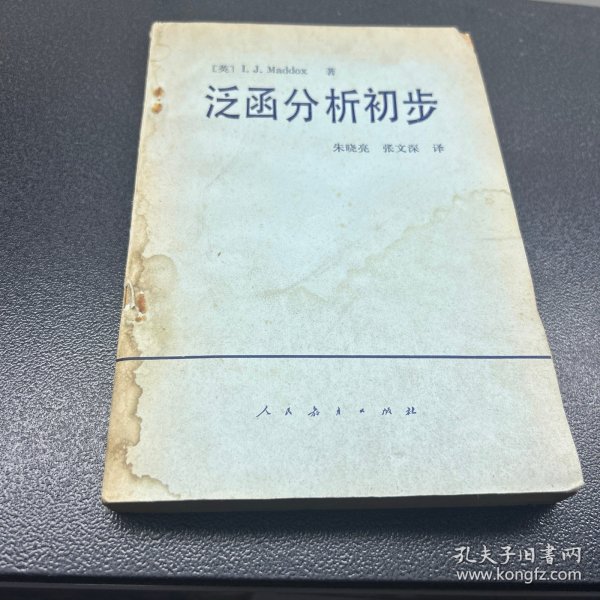 〔英〕 I. J. Maddox 著
泛函分析初步
朱晓亮 张文深 译
人民教育出版社
孔夫子旧書网
www.kongfz.com